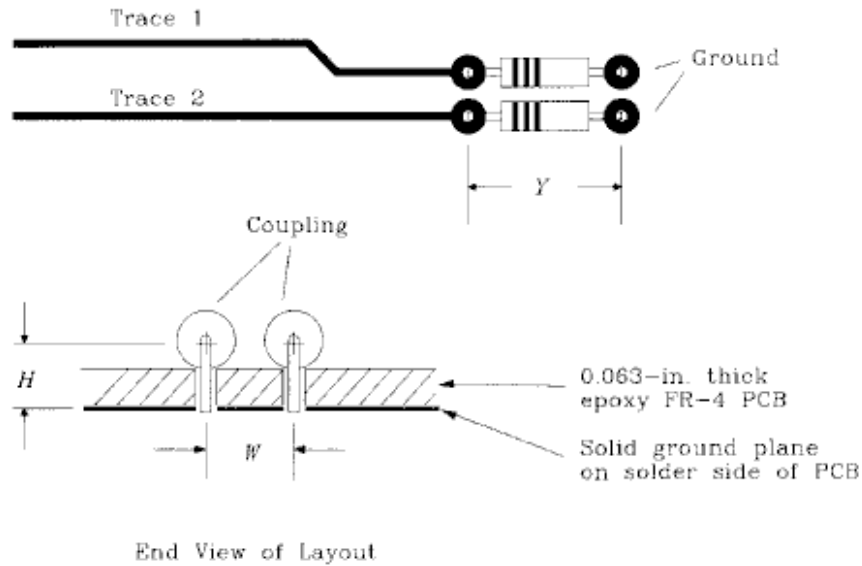 Trace 1
Ground
Trace 2
Y
Coupling
H
0.063-in. thick
epoxy FR-4 PCB
W
Solid ground plane
on solder side of PCB
End View of Layout